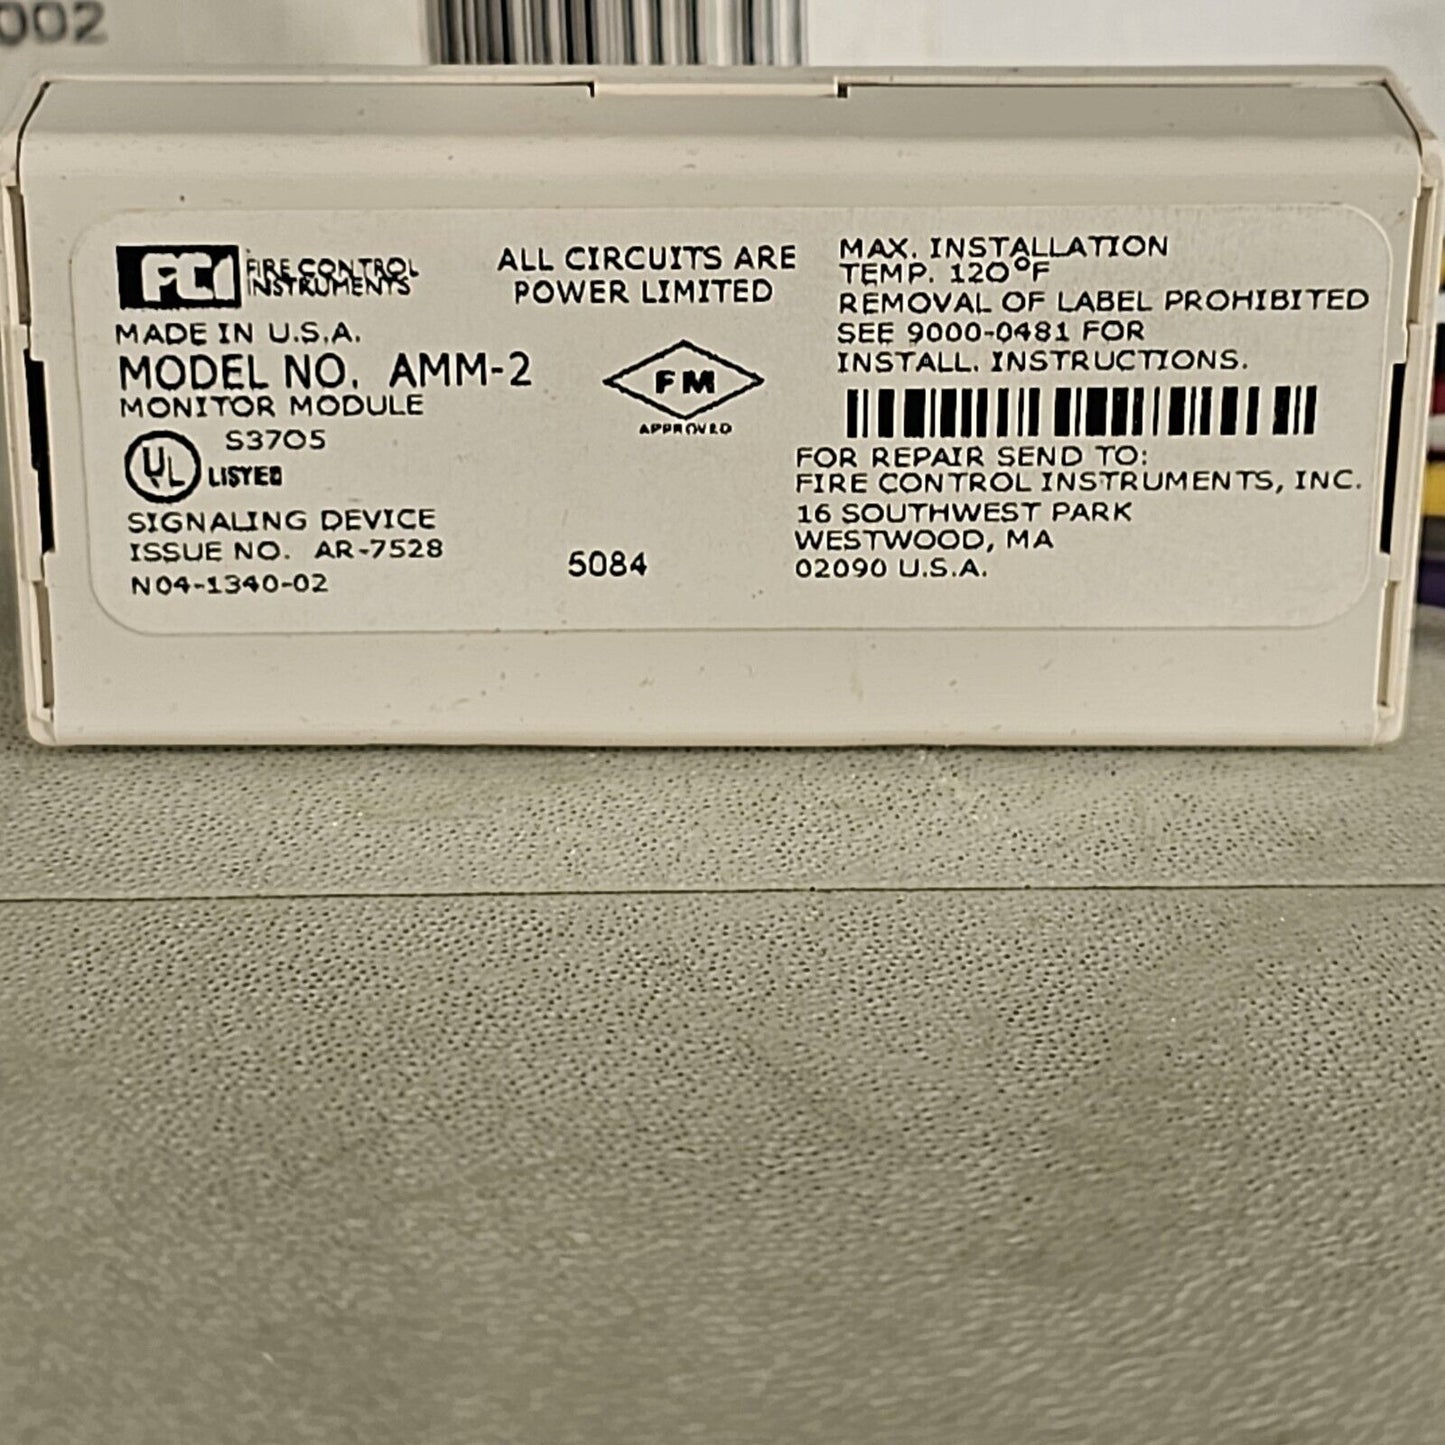 002
FCI FIRE CONTROL
INSTRUMENTS
MADE IN U.S.A.
MODEL NO. AMM-2
MONITOR MODULE
S3705
UL LISTED
SIGNALING DEVICE
ISSUE NO. AR-7528
N04-1340-02
ALL CIRCUITS ARE
POWER LIMITED
FM
APPROVED
5084
MAX. INSTALLATION
TEMP. 120°F
REMOVAL OF LABEL PROHIBITED
SEE 9000-0481 FOR
INSTALL. INSTRUCTIONS.
FOR REPAIR SEND TO:
FIRE CONTROL INSTRUMENTS, INC.
16 SOUTHWEST PARK
WESTWOOD, MA
02090 U.S.A.